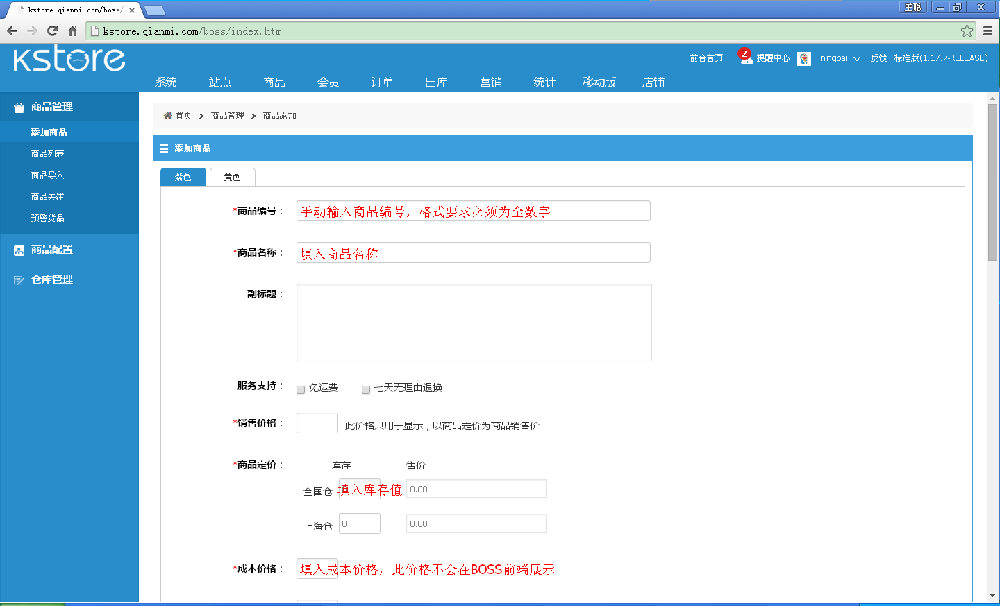 kstore.qianmi.com/boss/
王聪
kstore.qianmi.com/boss/index.htm
kstore
前台首页 2 提醒中心 ningpai 反馈 标准版(1.17.7-RELEASE)
系统 站点 商品 会员 订单 出库 营销 统计 移动版 店铺
商品管理
添加商品
商品列表
商品导入
商品关注
预警货品
商品配置
仓库管理
首页 > 商品管理 > 商品添加
添加商品
紫色 黄色
*商品编号： 手动输入商品编号，格式要求必须为全数字
*商品名称： 填入商品名称
副标题：
服务支持： 免运费 七天无理由退换
*销售价格： 此价格只用于显示，以商品定价为商品销售价
*商品定价： 库存 售价
全国仓 填入库存值 0.00
上海仓 0 0.00
*成本价格： 填入成本价格，此价格不会在BOSS前端展示